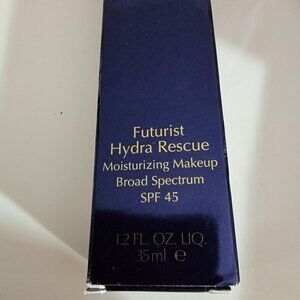 Futurist
Hydra Rescue
Moisturizing Makeup
Broad Spectrum
SPF 45
1.2 FL. OZ. LIQ.
35ml e